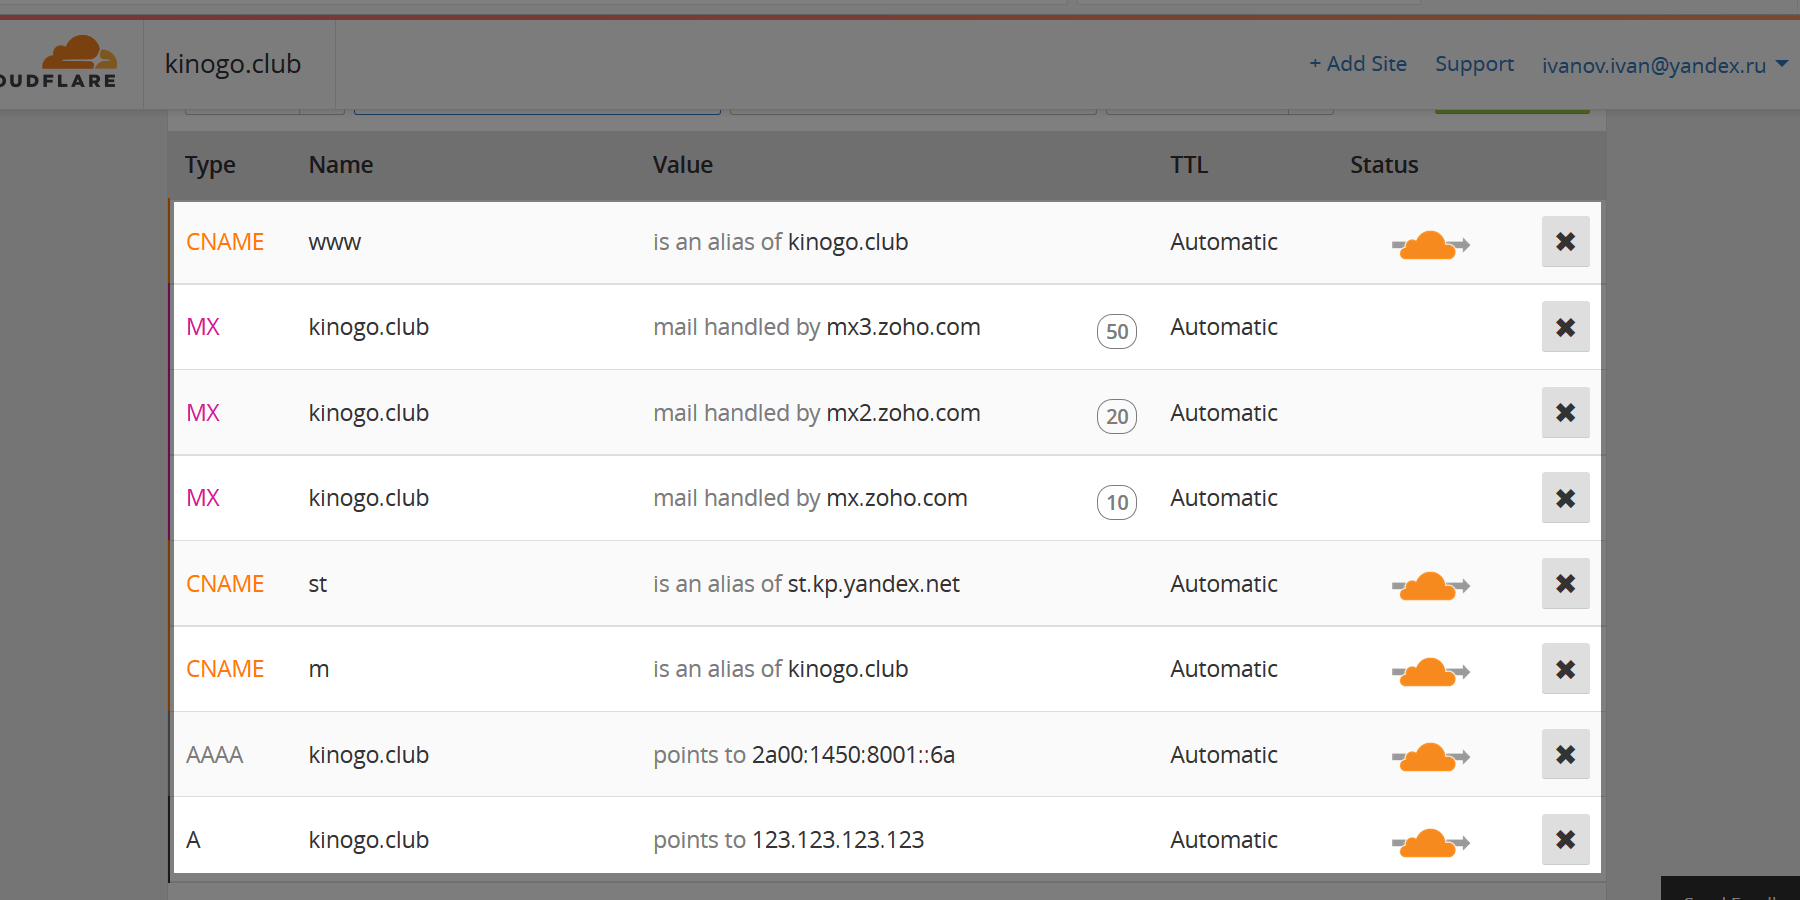 OUDFLARE
kinogo.club
+ Add Site Support ivanov.ivan@yandex.ru
Type Name Value TTL Status
CNAME www is an alias of kinogo.club Automatic
MX kinogo.club mail handled by mx3.zoho.com 50 Automatic
MX kinogo.club mail handled by mx2.zoho.com 20 Automatic
MX kinogo.club mail handled by mx.zoho.com 10 Automatic
CNAME st is an alias of st.kp.yandex.net Automatic
CNAME m is an alias of kinogo.club Automatic
AAAA kinogo.club points to 2a00:1450:8001::6a Automatic
A kinogo.club points to 123.123.123.123 Automatic